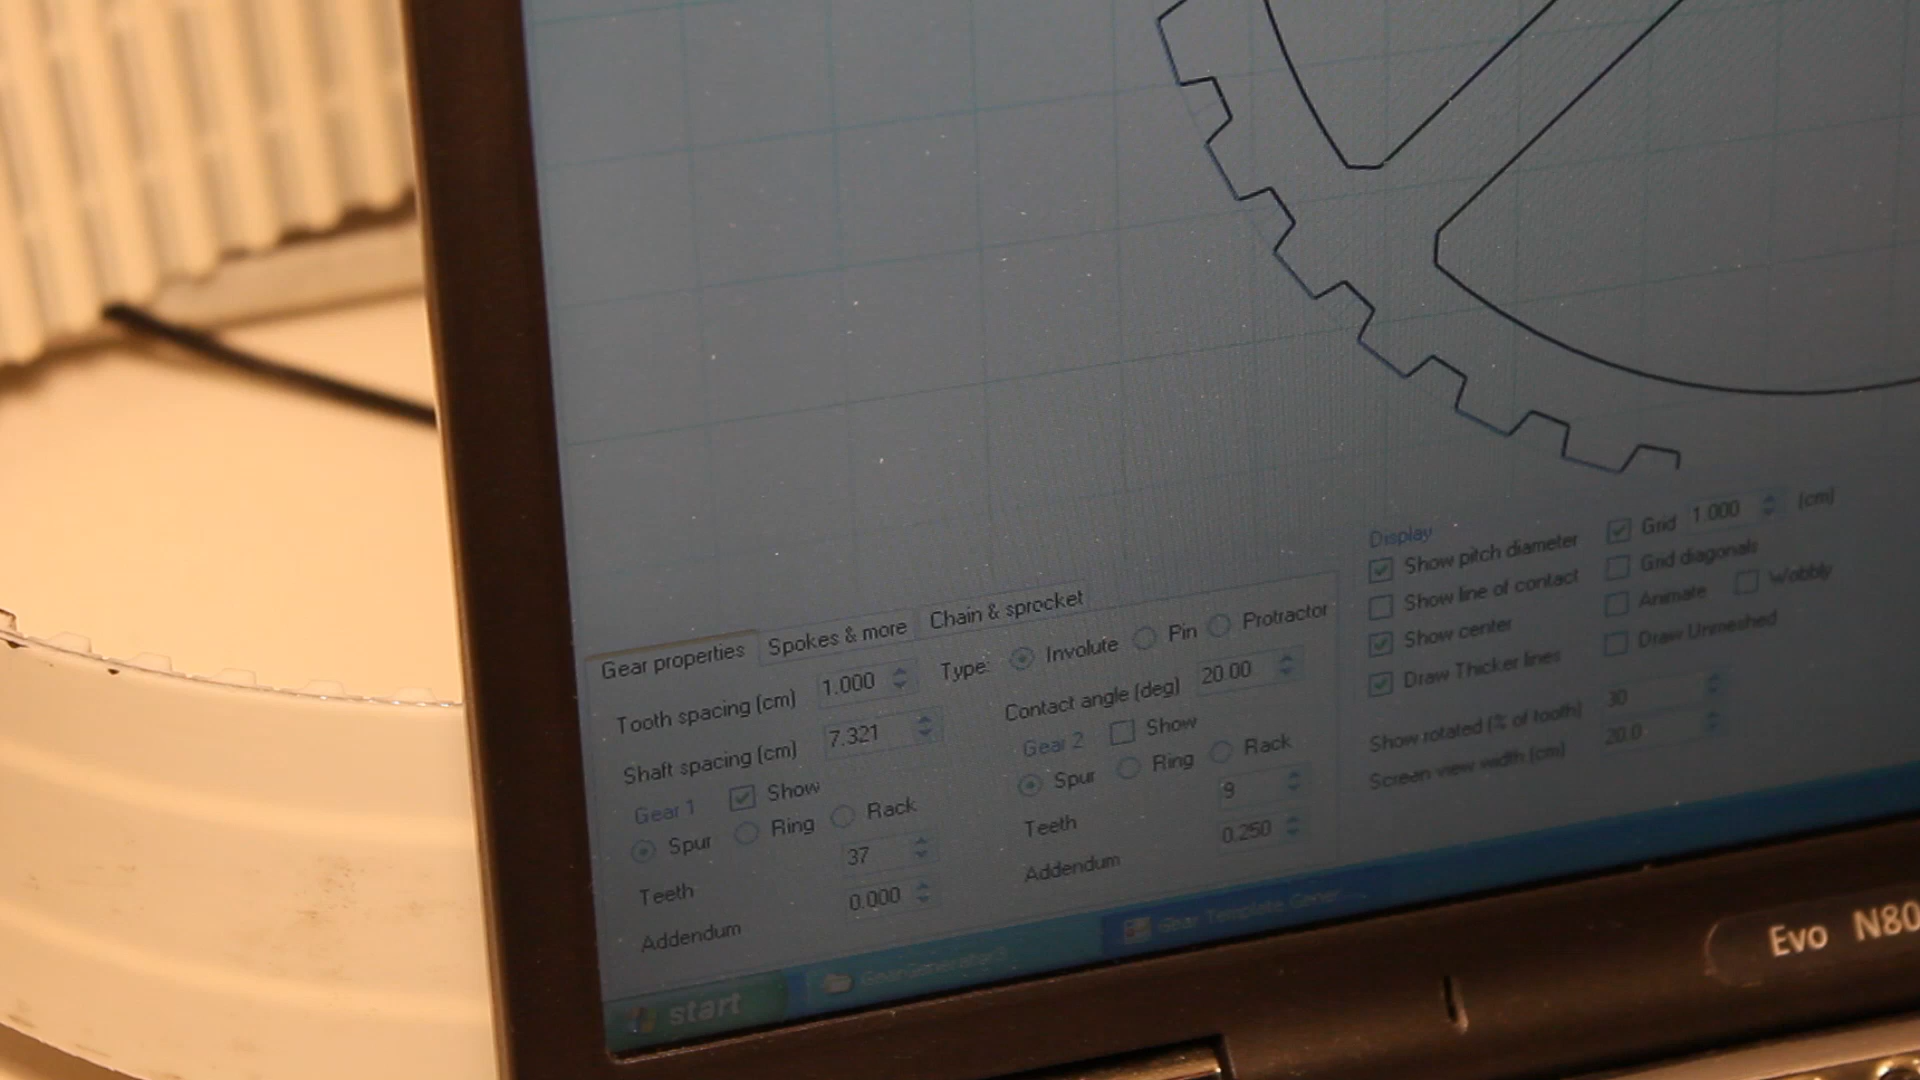 Gear properties
Spokes & more
Chain & sprocket
Tooth spacing (cm) 1.000
Shaft spacing (cm) 7.321
Type: Involute Pin Protractor
Contact angle (deg) 20.00
Gear 1 Show
Spur Ring Rack
Teeth 37
Addendum 0.000
Gear 2 Show
Spur Ring Rack
Teeth 9
Addendum 0.250
Display
Show pitch diameter
Show line of contact
Show center
Draw Thicker lines
Grid 1.000 (cm)
Grid diagonals
Animate Wobbly
Draw Unmeshed
Show rotated (% of tooth) 30
Screen view width (cm) 20.0
start
Gear Template Gener...
Evo N80